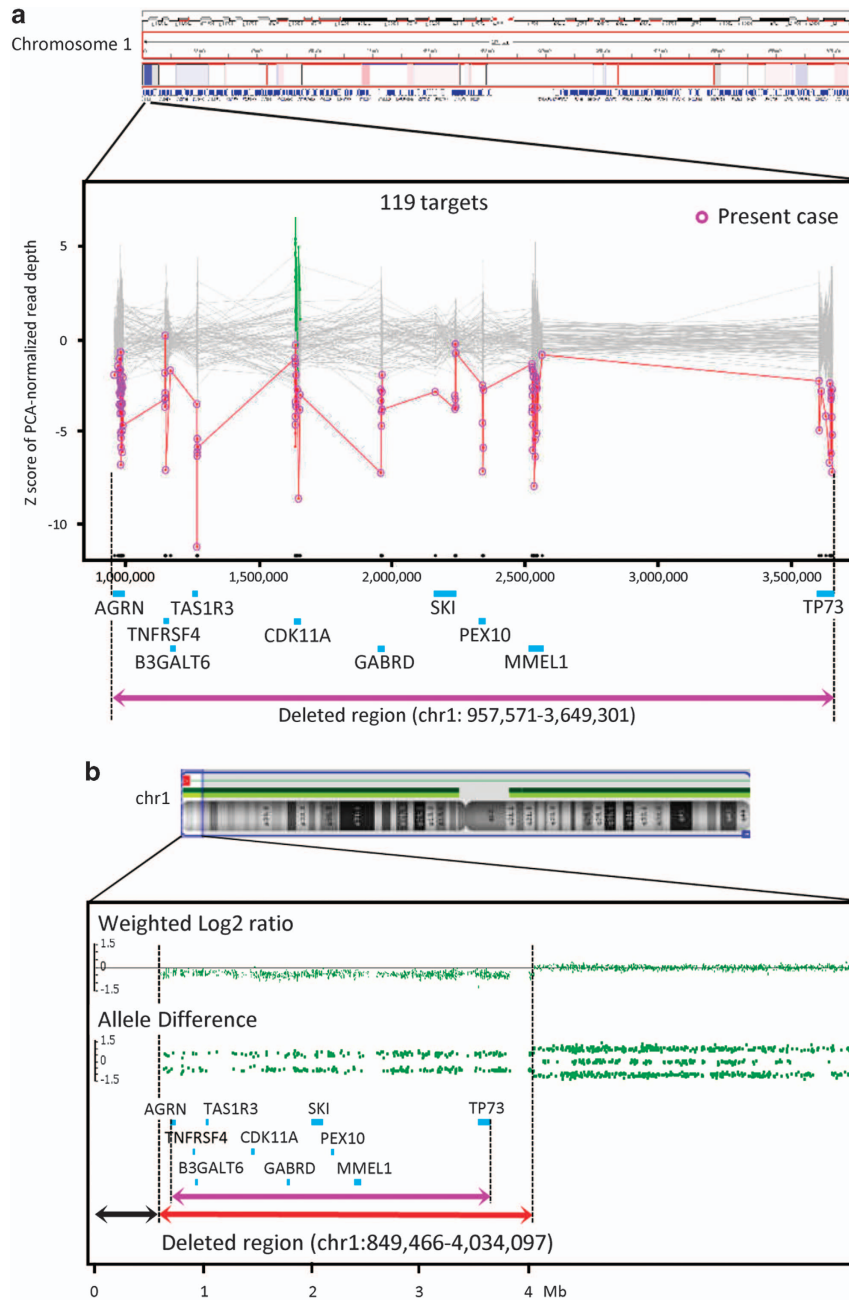 a
Chromosome 1
119 targets
Present case
Z score of PCA-normalized read depth
5
0
-5
-10
1,000,000 1,500,000 2,000,000 2,500,000 3,000,000 3,500,000
AGRN TAS1R3 SKI TP73
TNFRSF4 CDK11A PEX10
B3GALT6 GABRD MMEL1
Deleted region (chr1: 957,571-3,649,301)
b
chr1
Weighted Log2 ratio
1.5
0
-1.5
Allele Difference
1.5
0
-1.5
AGRN TAS1R3 SKI TP73
TNFRSF4 CDK11A PEX10
B3GALT6 GABRD MMEL1
Deleted region (chr1:849,466-4,034,097)
0 1 2 3 4 Mb